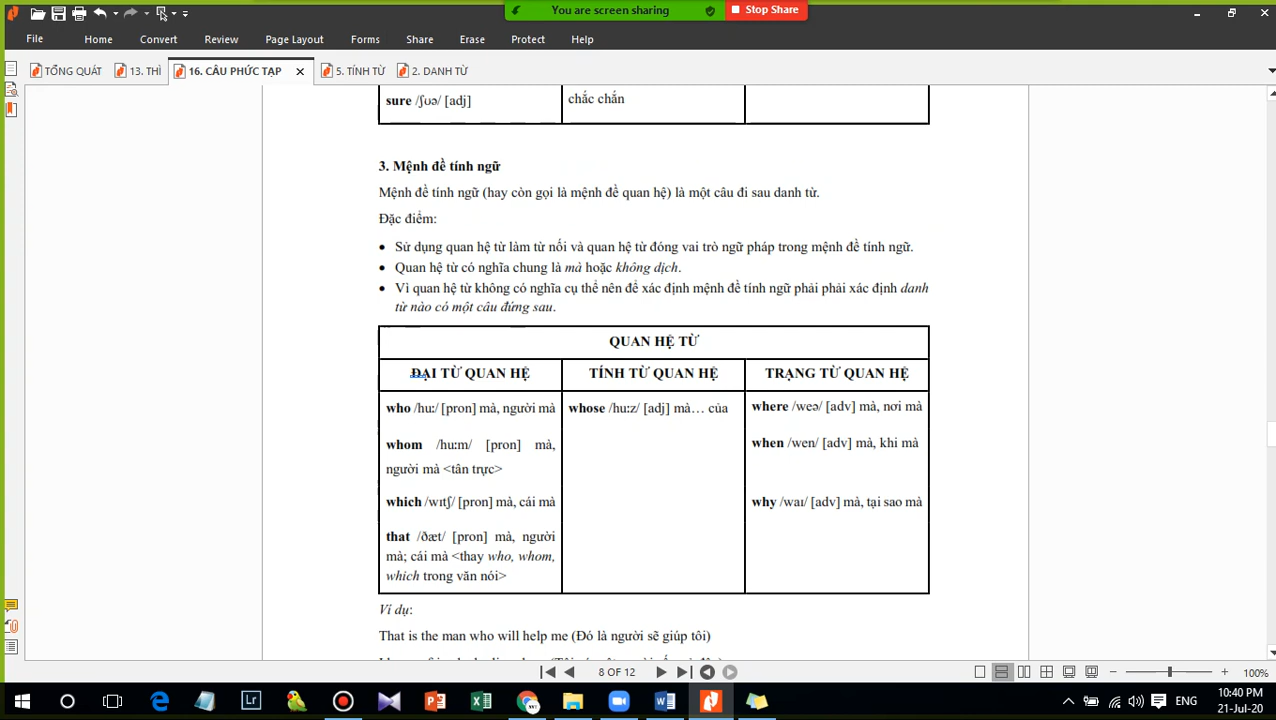 You are screen sharing
Stop Share
File Home Convert Review Page Layout Forms Share Erase Protect Help
TỔNG QUÁT 13. THÌ 16. CÂU PHỨC TẠP 5. TÍNH TỪ 2. DANH TỪ
sure /ʃʊə/ [adj] chắc chắn
3. Mệnh đề tính ngữ
Mệnh đề tính ngữ (hay còn gọi là mệnh đề quan hệ) là một câu đi sau danh từ.
Đặc điểm:
• Sử dụng quan hệ từ làm từ nối và quan hệ từ đóng vai trò ngữ pháp trong mệnh đề tính ngữ.
• Quan hệ từ có nghĩa chung là mà hoặc không dịch.
• Vì quan hệ từ không có nghĩa cụ thể nên để xác định mệnh đề tính ngữ phải phải xác định danh
từ nào có một câu đứng sau.
QUAN HỆ TỪ
ĐẠI TỪ QUAN HỆ TÍNH TỪ QUAN HỆ TRẠNG TỪ QUAN HỆ
who /huː/ [pron] mà, người mà whose /huːz/ [adj] mà… của where /weə/ [adv] mà, nơi mà
whom /huːm/ [pron] mà, when /wen/ [adv] mà, khi mà
người mà <tân trực>
which /wɪtʃ/ [pron] mà, cái mà why /waɪ/ [adv] mà, tại sao mà
that /ðæt/ [pron] mà, người
mà; cái mà <thay who, whom,
which trong văn nói>
Ví dụ:
That is the man who will help me (Đó là người sẽ giúp tôi)
8 OF 12
100%
ENG
10:40 PM
21-Jul-20